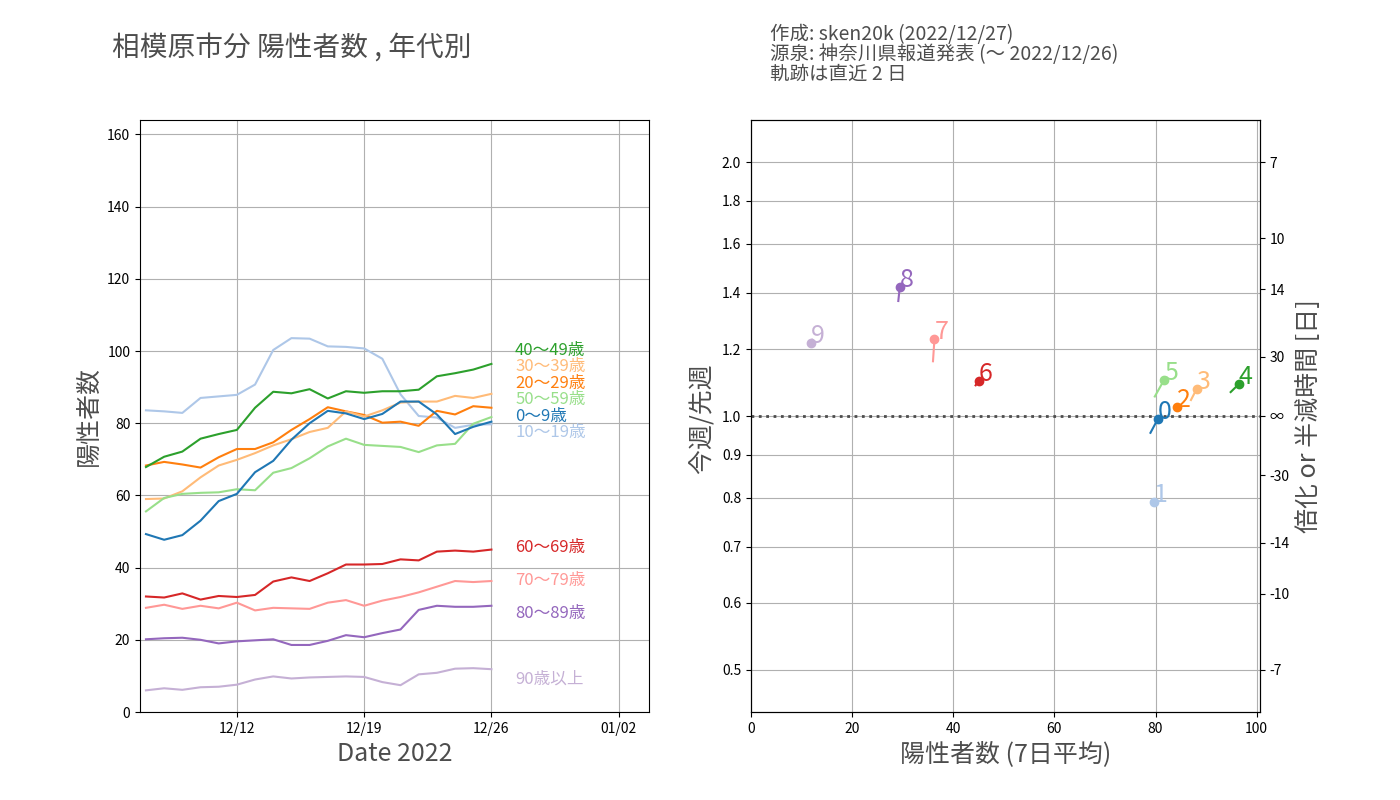 相模原市分 陽性者数 , 年代別
作成: sken20k (2022/12/27)
源泉: 神奈川県報道発表 (〜 2022/12/26)
軌跡は直近 2 日
陽性者数
160
140
120
100
80
60
40
20
0
12/12
12/19
12/26
01/02
Date 2022
40〜49歳
30〜39歳
20〜29歳
50〜59歳
0〜9歳
10〜19歳
60〜69歳
70〜79歳
80〜89歳
90歳以上
今週/先週
2.0
1.8
1.6
1.4
1.2
1.0
0.9
0.8
0.7
0.6
0.5
0
20
40
60
80
100
陽性者数 (7日平均)
8
9
7
6
5
4
3
2
0
1
7
10
14
30
∞
-30
-14
-10
-7
倍化 or 半減時間 [日]